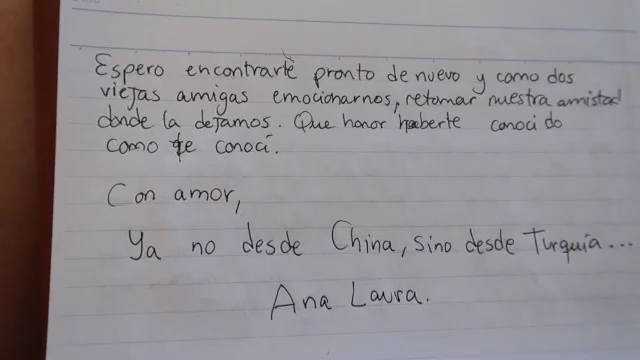 Espero encontrarte pronto de nuevo y como dos
viejas amigas emocionarnos, retomar nuestra amistad
donde la dejamos. Que honor haberte conocido
como te conocí.
Con amor,
Ya no desde China, sino desde Turquía...
Ana Laura.